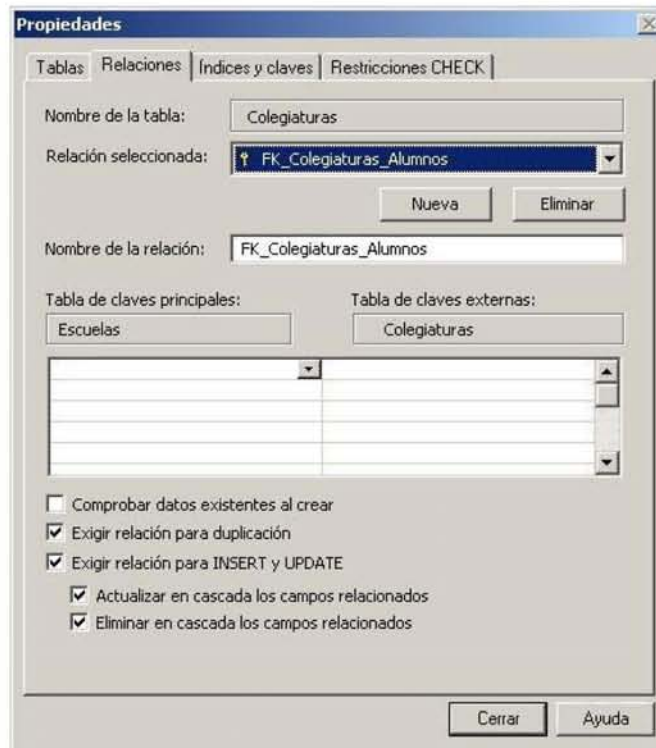 Propiedades
Tablas Relaciones Índices y claves Restricciones CHECK
Nombre de la tabla: Colegiaturas
Relación seleccionada: FK_Colegiaturas_Alumnos
Nueva Eliminar
Nombre de la relación: FK_Colegiaturas_Alumnos
Tabla de claves principales: Tabla de claves externas:
Escuelas Colegiaturas
Comprobar datos existentes al crear
Exigir relación para duplicación
Exigir relación para INSERT y UPDATE
Actualizar en cascada los campos relacionados
Eliminar en cascada los campos relacionados
Cerrar Ayuda